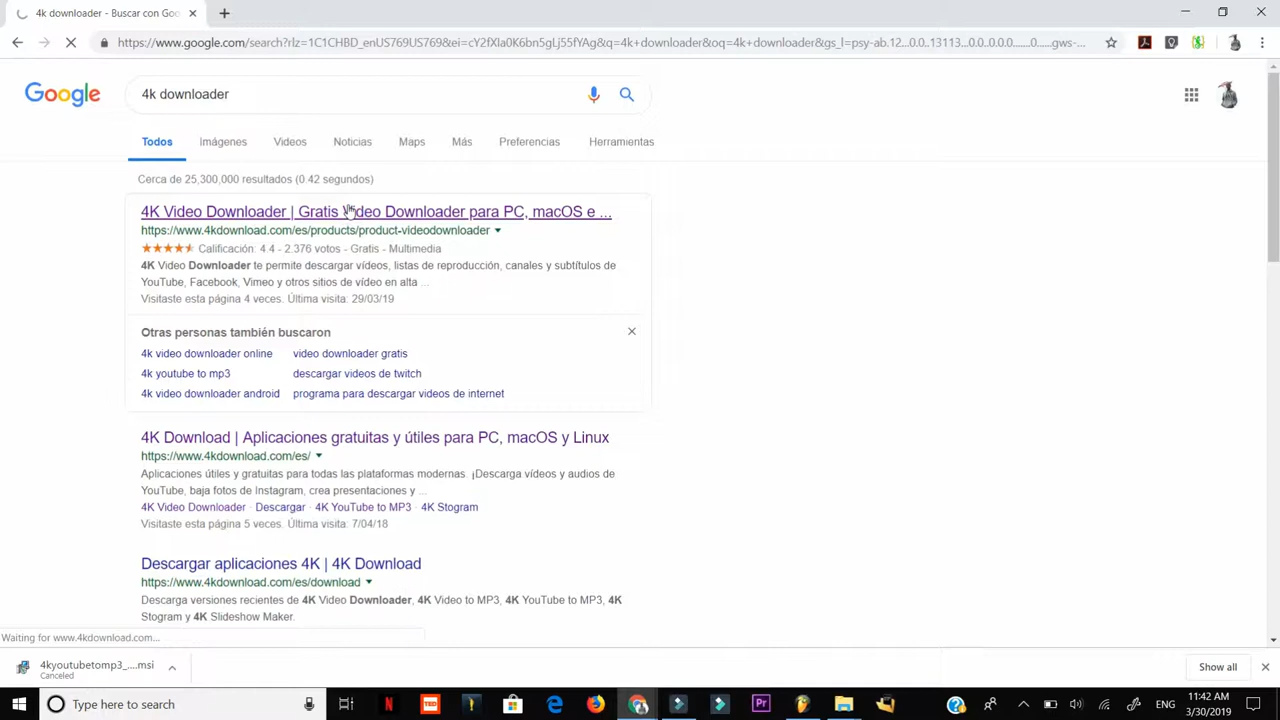 4k downloader - Buscar con Goo
https://www.google.com/search?rlz=1C1CHBD_enUS769US769&ei=cY2fXIa0K6bn5gLj55fYAg&q=4k+downloader&oq=4k+downloader&gs_l=psy-ab.12...0.0..13113...0.0..0.0.0.......0......gws-...
Google
4k downloader
Todos Imágenes Videos Noticias Maps Más Preferencias Herramientas
Cerca de 25,300,000 resultados (0.42 segundos)
4K Video Downloader | Gratis Video Downloader para PC, macOS e ...
https://www.4kdownload.com/es/products/product-videodownloader
Calificación: 4.4 - 2.376 votos - Gratis - Multimedia
4K Video Downloader te permite descargar vídeos, listas de reproducción, canales y subtítulos de
YouTube, Facebook, Vimeo y otros sitios de vídeo en alta ...
Visitaste esta página 4 veces. Última visita: 29/03/19
Otras personas también buscaron
4k video downloader online video downloader gratis
4k youtube to mp3 descargar videos de twitch
4k video downloader android programa para descargar videos de internet
4K Download | Aplicaciones gratuitas y útiles para PC, macOS y Linux
https://www.4kdownload.com/es/
Aplicaciones útiles y gratuitas para todas las plataformas modernas. ¡Descarga vídeos y audios de
YouTube, baja fotos de Instagram, crea presentaciones y ...
4K Video Downloader · Descargar · 4K YouTube to MP3 · 4K Stogram
Visitaste esta página 5 veces. Última visita: 7/04/18
Descargar aplicaciones 4K | 4K Download
https://www.4kdownload.com/es/download
Descarga versiones recientes de 4K Video Downloader, 4K Video to MP3, 4K YouTube to MP3, 4K
Stogram y 4K Slideshow Maker.
Waiting for www.4kdownload.com...
4kyoutubetomp3_....msi
Canceled
Show all
Type here to search
N
TED
Pr
ENG
11:42 AM
3/30/2019